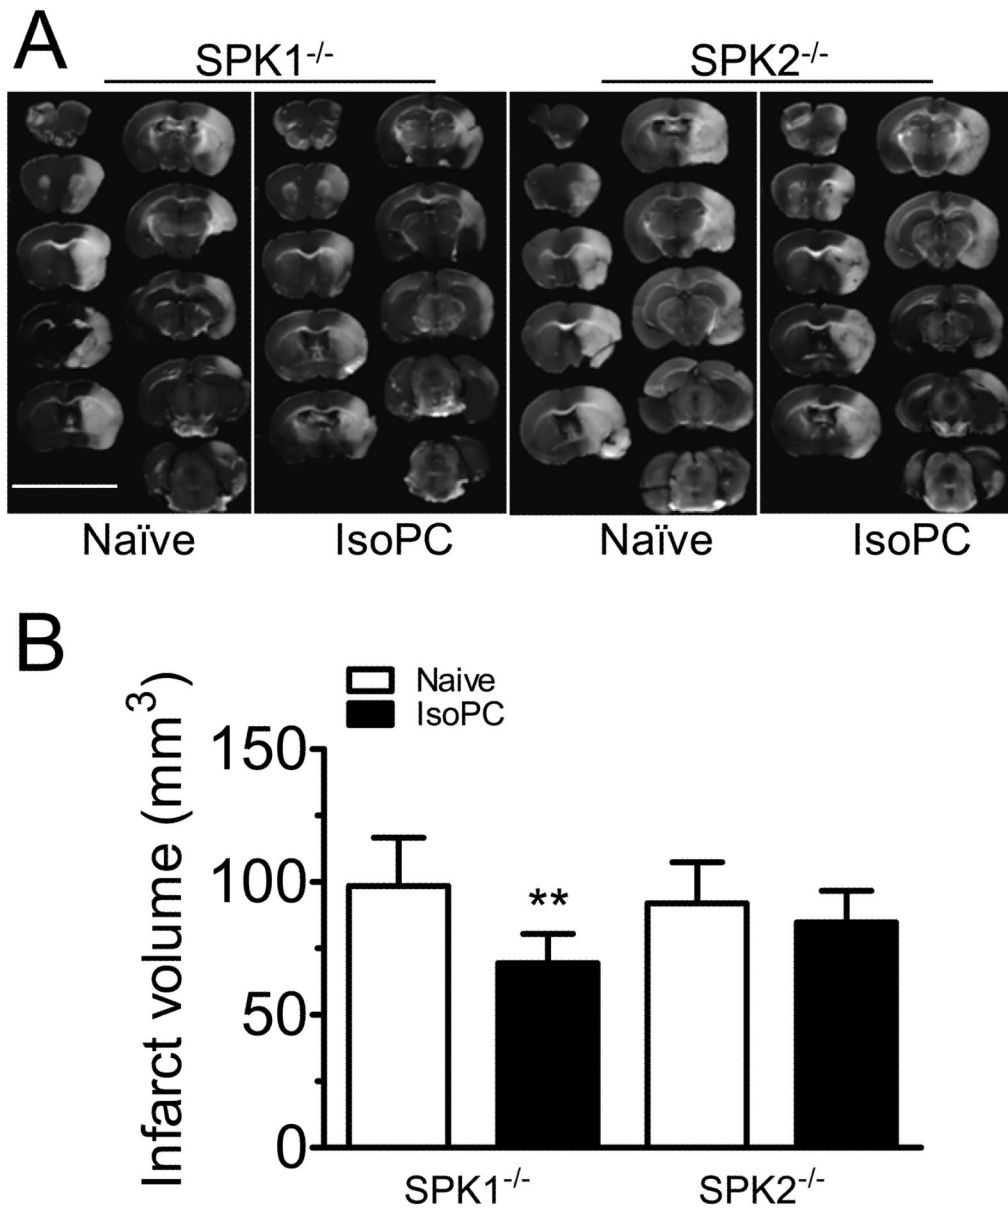 A
SPK1-/- SPK2-/-
Naïve IsoPC Naïve IsoPC
B
Naive
IsoPC
Infarct volume (mm3)
150
100
**
50
0
SPK1-/- SPK2-/-